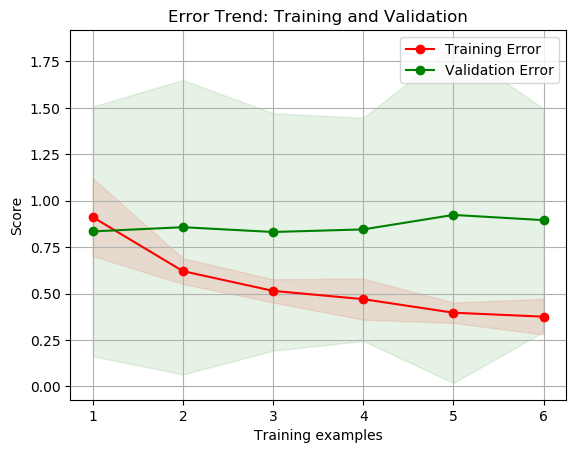 Error Trend: Training and Validation
Training Error
Validation Error
1.75
1.50
1.25
1.00
0.75
0.50
0.25
0.00
Score
1 2 3 4 5 6
Training examples